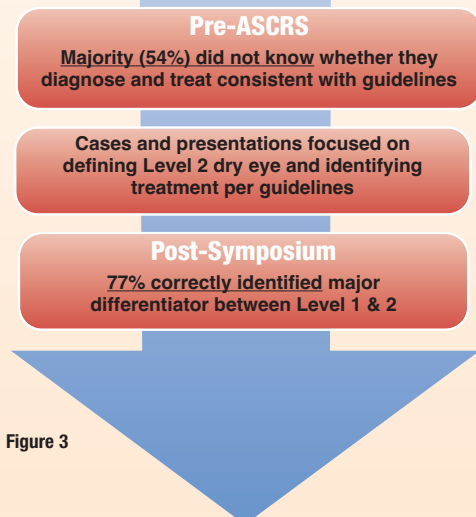 Pre-ASCRS
Majority (54%) did not know whether they
diagnose and treat consistent with guidelines
Cases and presentations focused on
defining Level 2 dry eye and identifying
treatment per guidelines
Post-Symposium
77% correctly identified major
differentiator between Level 1 & 2
Figure 3